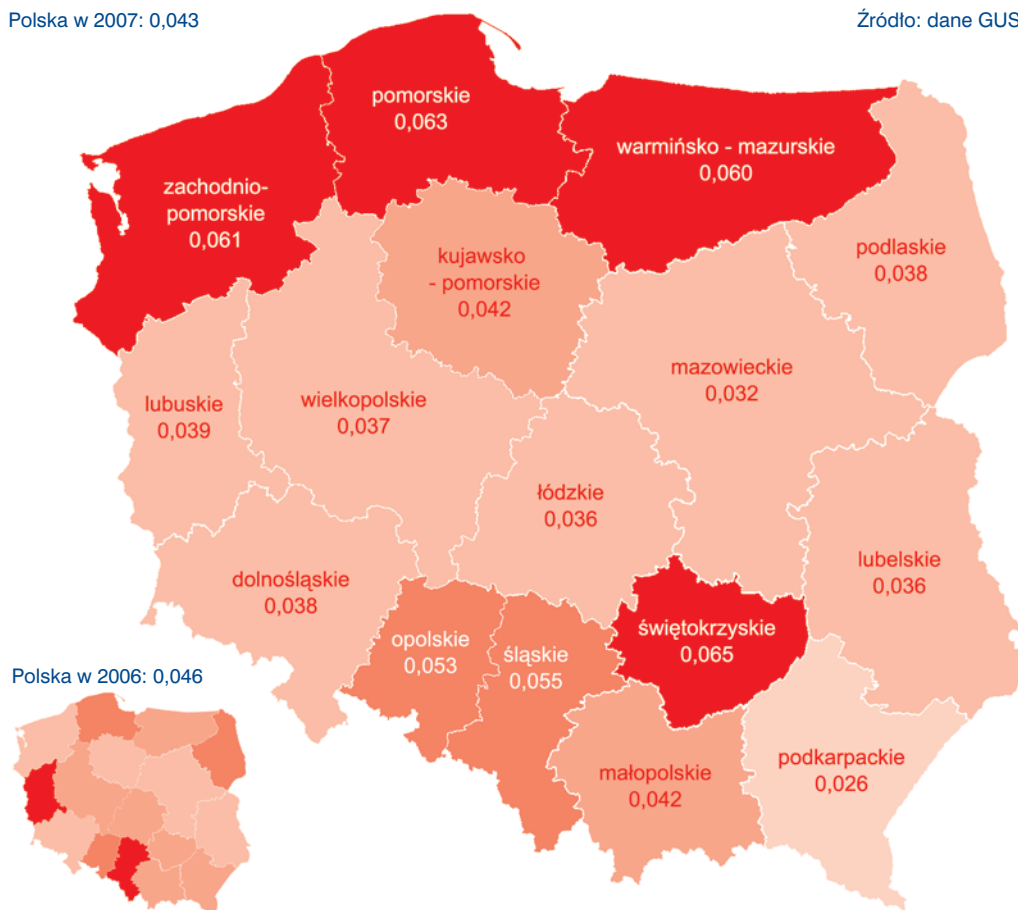 Polska w 2007: 0,043
Źródło: dane GUS
pomorskie
0,063
warmińsko - mazurskie
0,060
zachodnio-
pomorskie
0,061
kujawsko
- pomorskie
0,042
podlaskie
0,038
mazowieckie
0,032
lubuskie
0,039
wielkopolskie
0,037
łódzkie
0,036
lubelskie
0,036
dolnośląskie
0,038
opolskie
0,053
śląskie
0,055
świętokrzyskie
0,065
Polska w 2006: 0,046
małopolskie
0,042
podkarpackie
0,026